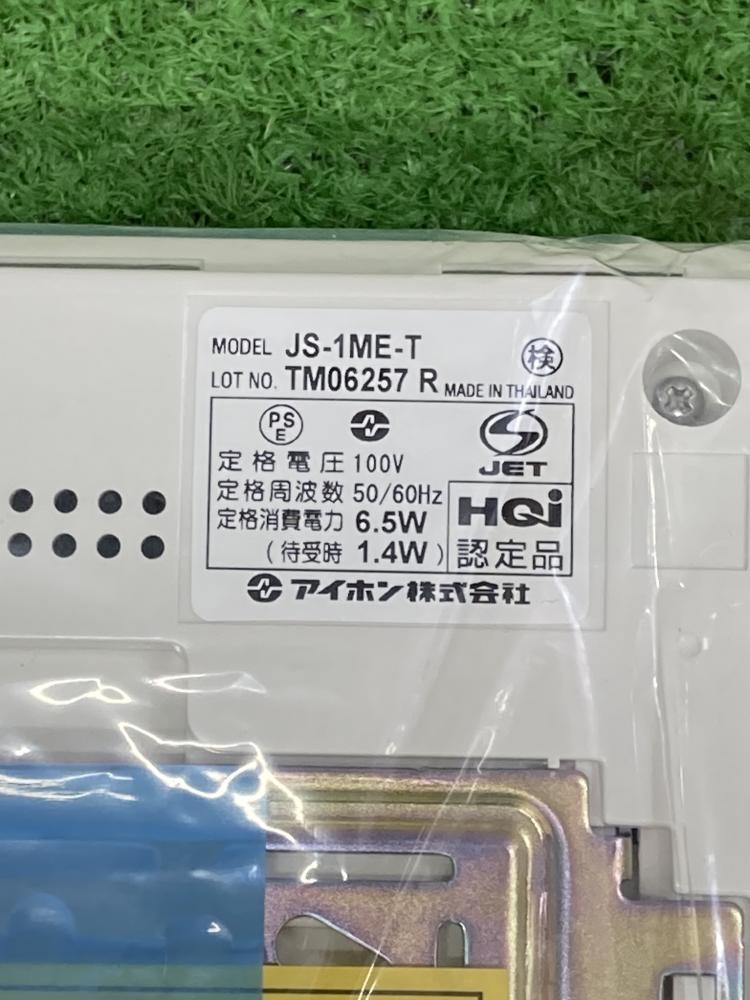 MODEL JS-1ME-T 検
LOT NO. TM06257 R MADE IN THAILAND
PS
E
JET
定格電圧 100V
定格周波数 50/60Hz
定格消費電力 6.5W
(待受時 1.4W)
HQi
認定品
アイホン株式会社